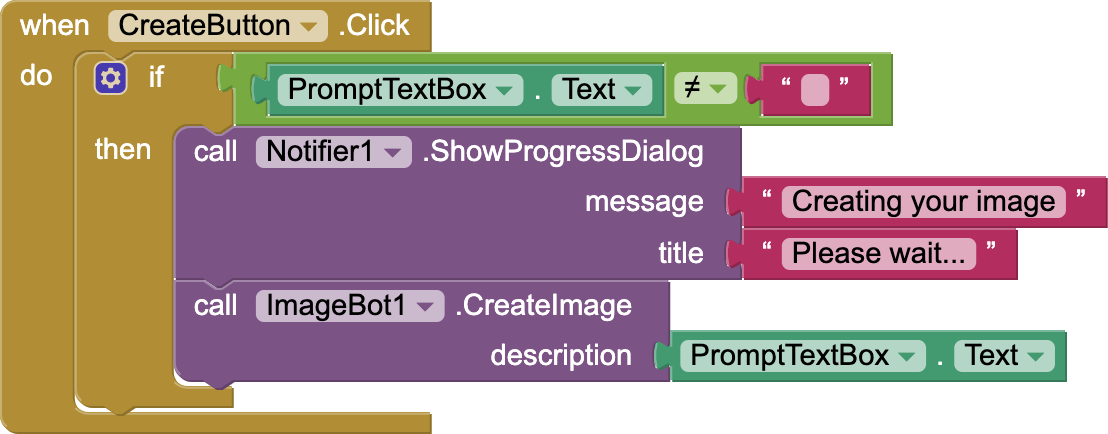 when CreateButton .Click
do if PromptTextBox . Text ≠ “ ”
then call Notifier1 .ShowProgressDialog
message “ Creating your image ”
title “ Please wait... ”
call ImageBot1 .CreateImage
description PromptTextBox . Text